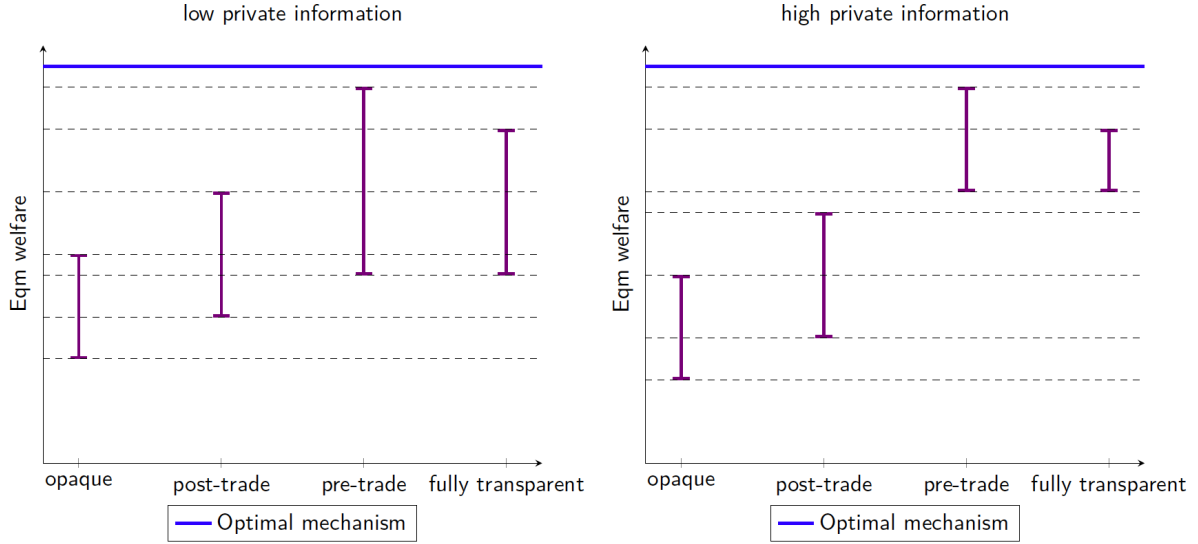 low private information
Eqm welfare
opaque
post-trade
pre-trade
fully transparent
Optimal mechanism
high private information
Eqm welfare
opaque
post-trade
pre-trade
fully transparent
Optimal mechanism